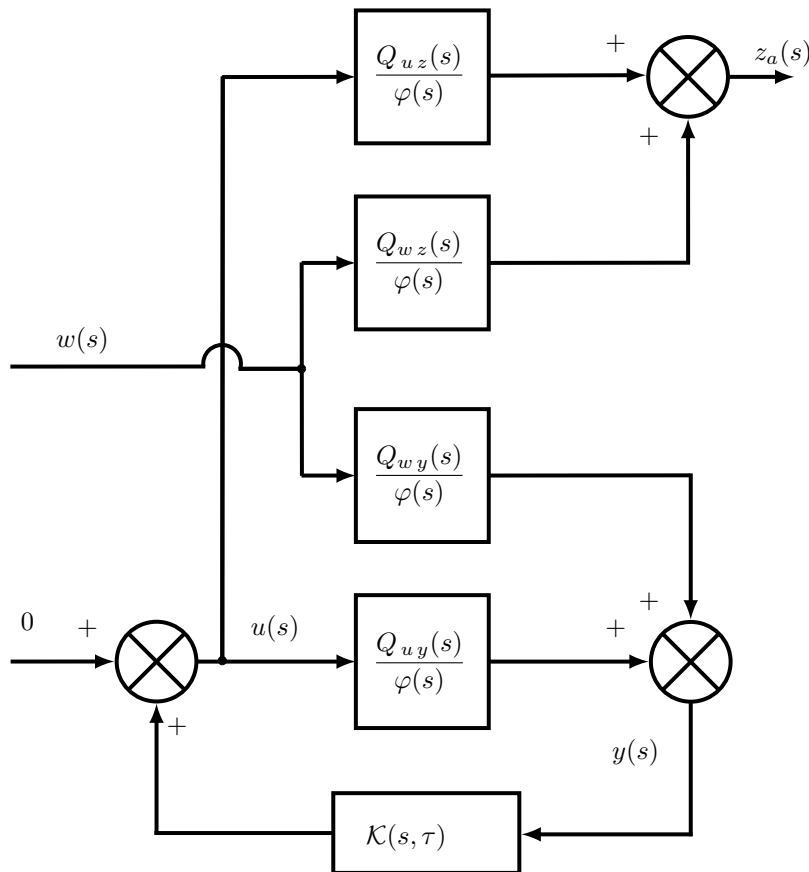 Q_{uz}(s)
φ(s)
+
z_a(s)
+
Q_{wz}(s)
φ(s)
w(s)
Q_{wy}(s)
φ(s)
0
+
u(s)
Q_{uy}(s)
φ(s)
+
+
+
y(s)
K(s, τ)